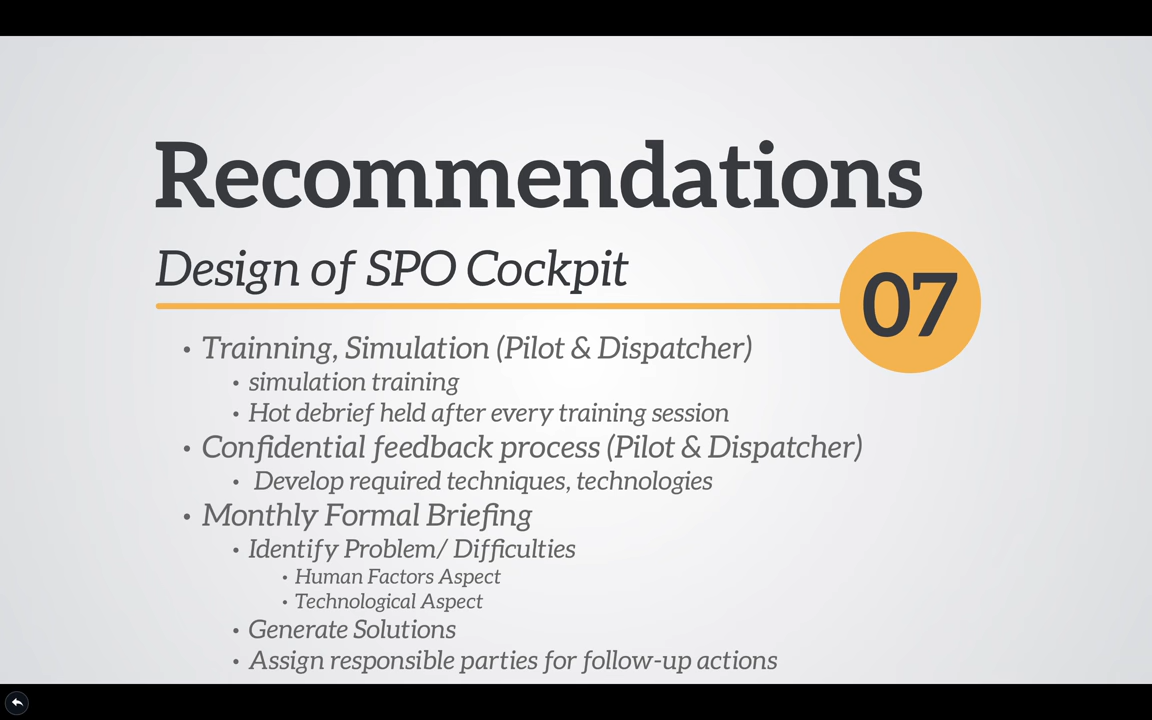 Recommendations
Design of SPO Cockpit
07
• Trainning, Simulation (Pilot & Dispatcher)
• simulation training
• Hot debrief held after every training session
• Confidential feedback process (Pilot & Dispatcher)
• Develop required techniques, technologies
• Monthly Formal Briefing
• Identify Problem/ Difficulties
• Human Factors Aspect
• Technological Aspect
• Generate Solutions
• Assign responsible parties for follow-up actions